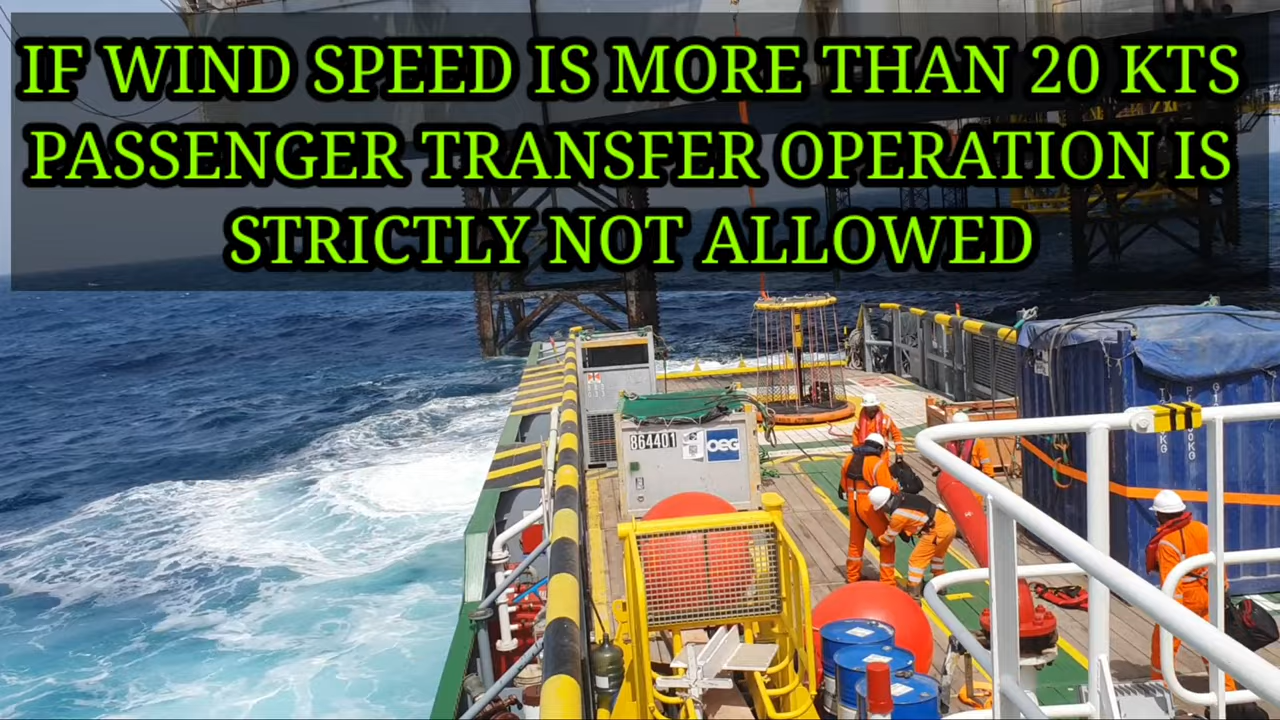 IF WIND SPEED IS MORE THAN 20 KTS
PASSENGER TRANSFER OPERATION IS
STRICTLY NOT ALLOWED
864401
OEG